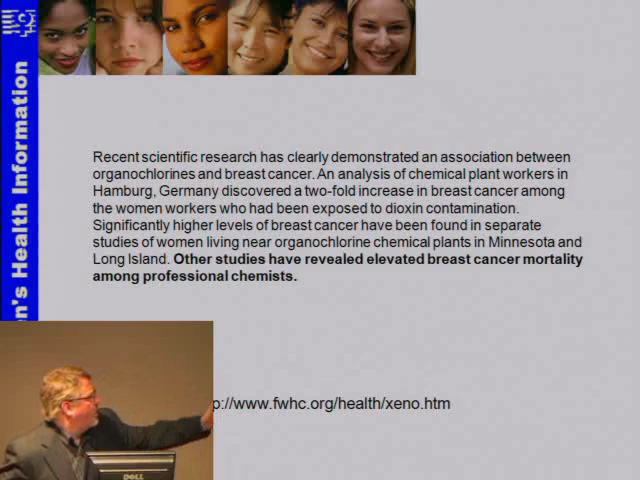 n's Health Information
Recent scientific research has clearly demonstrated an association between
organochlorines and breast cancer. An analysis of chemical plant workers in
Hamburg, Germany discovered a two-fold increase in breast cancer among
the women workers who had been exposed to dioxin contamination.
Significantly higher levels of breast cancer have been found in separate
studies of women living near organochlorine chemical plants in Minnesota and
Long Island. Other studies have revealed elevated breast cancer mortality
among professional chemists.
p://www.fwhc.org/health/xeno.htm
DELL